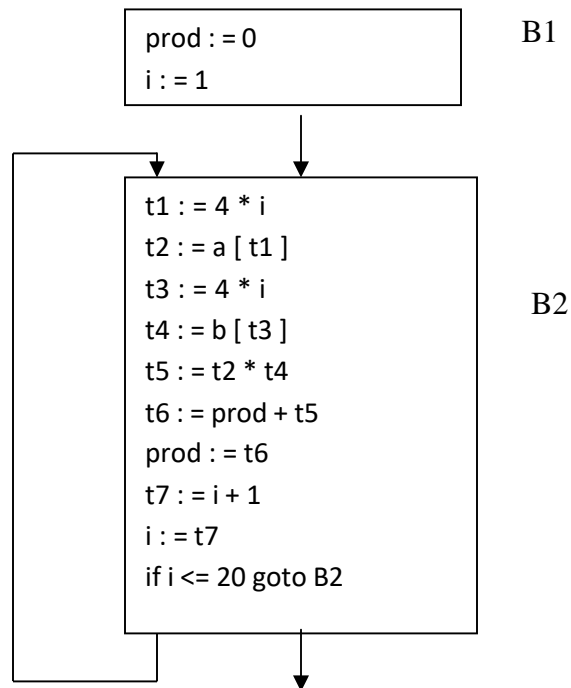 prod : = 0
i : = 1
B1
t1 : = 4 * i
t2 : = a [ t1 ]
t3 : = 4 * i
t4 : = b [ t3 ]
t5 : = t2 * t4
t6 : = prod + t5
prod : = t6
t7 : = i + 1
i : = t7
if i <= 20 goto B2
B2